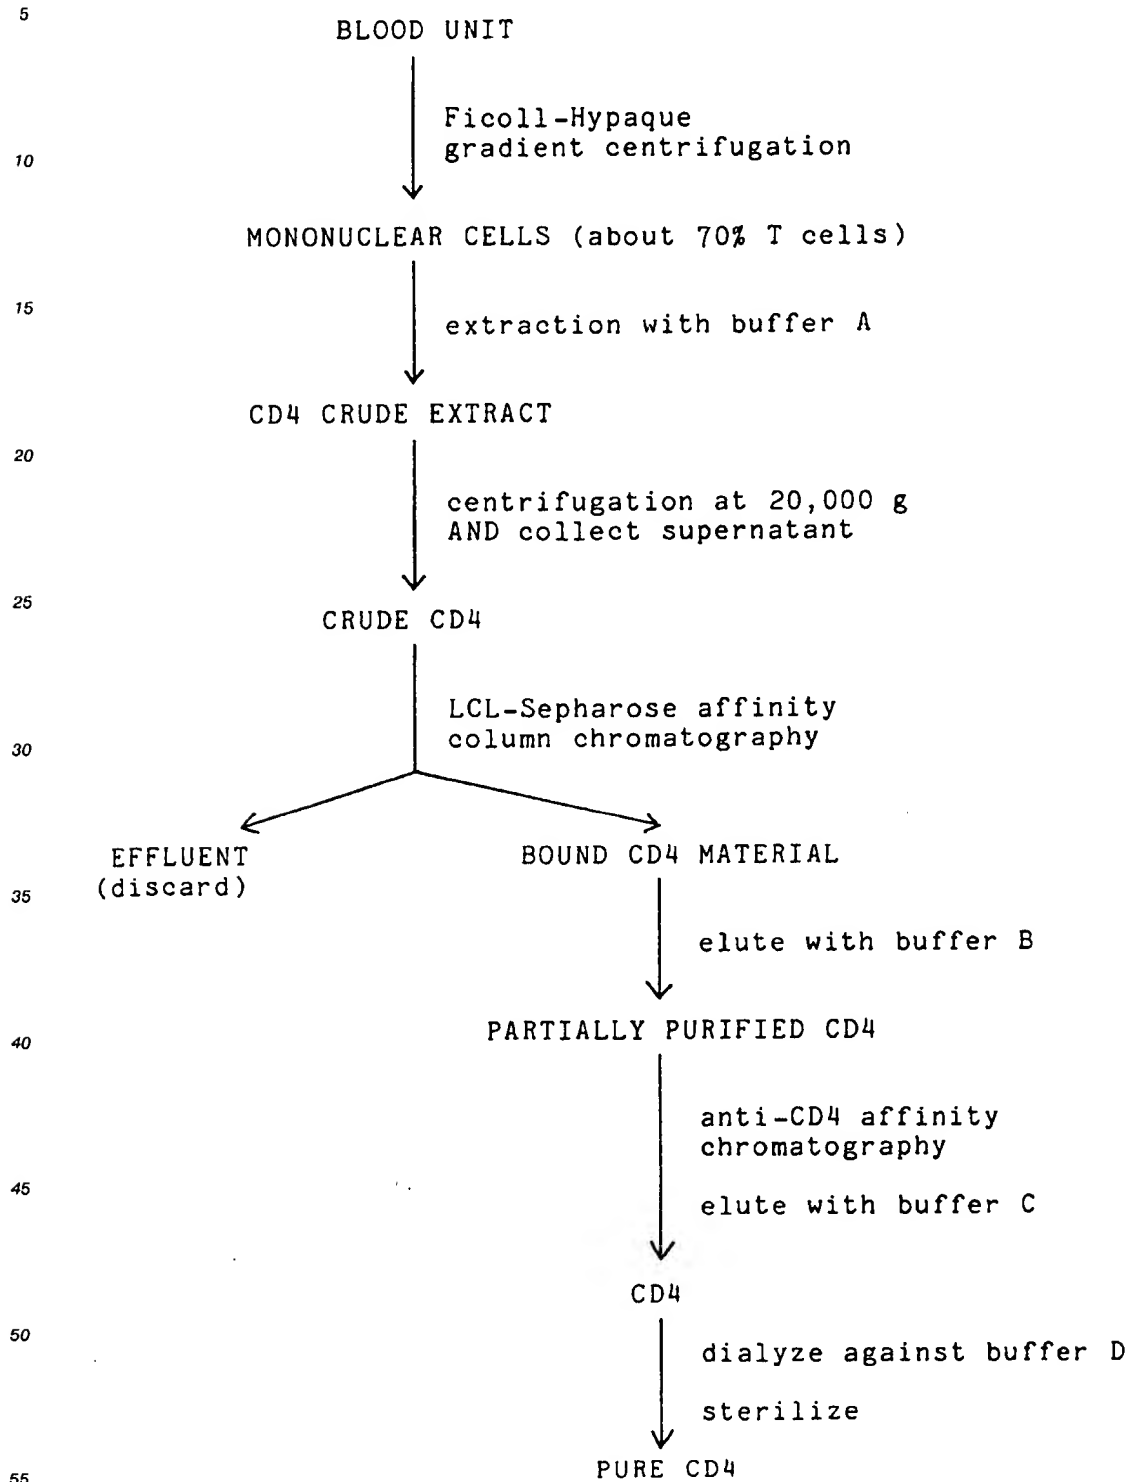 5
BLOOD UNIT
Ficoll-Hypaque
gradient centrifugation
10
MONONUCLEAR CELLS (about 70% T cells)
15
extraction with buffer A
CD4 CRUDE EXTRACT
20
centrifugation at 20,000 g
AND collect supernatant
25
CRUDE CD4
LCL-Sepharose affinity
column chromatography
30
EFFLUENT
(discard)
BOUND CD4 MATERIAL
35
elute with buffer B
PARTIALLY PURIFIED CD4
40
anti-CD4 affinity
chromatography
45
elute with buffer C
CD4
50
dialyze against buffer D
sterilize
PURE CD4
55